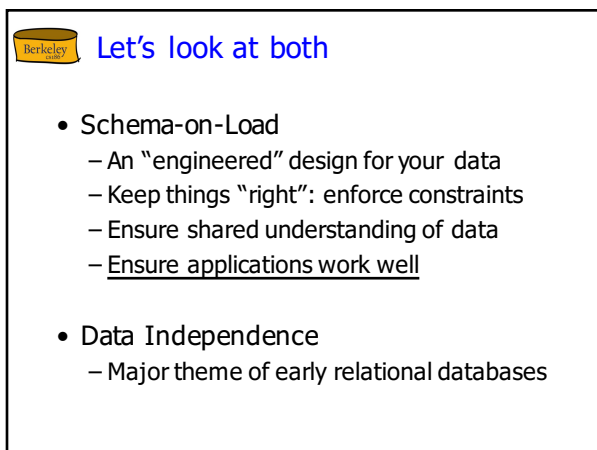 Berkeley
cs186
Let's look at both
• Schema-on-Load
– An “engineered” design for your data
– Keep things “right”: enforce constraints
– Ensure shared understanding of data
– Ensure applications work well
• Data Independence
– Major theme of early relational databases